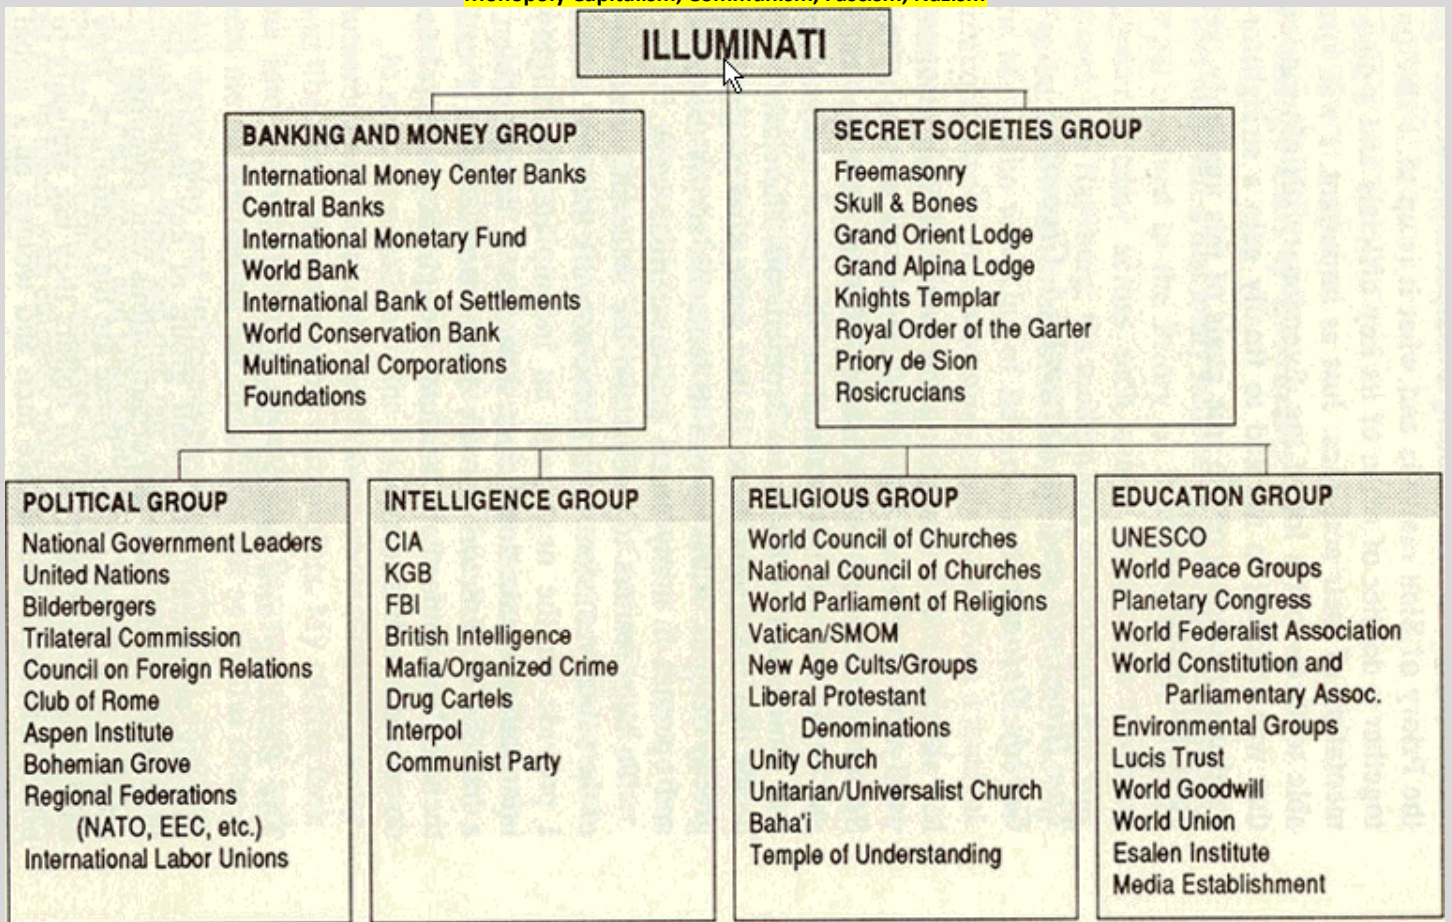 Monopoly Capitalism, Communism, Fascism, Nazism
ILLUMINATI
BANKING AND MONEY GROUP
International Money Center Banks
Central Banks
International Monetary Fund
World Bank
International Bank of Settlements
World Conservation Bank
Multinational Corporations
Foundations
SECRET SOCIETIES GROUP
Freemasonry
Skull & Bones
Grand Orient Lodge
Grand Alpina Lodge
Knights Templar
Royal Order of the Garter
Priory de Sion
Rosicrucians
POLITICAL GROUP
National Government Leaders
United Nations
Bilderbergers
Trilateral Commission
Council on Foreign Relations
Club of Rome
Aspen Institute
Bohemian Grove
Regional Federations
(NATO, EEC, etc.)
International Labor Unions
INTELLIGENCE GROUP
CIA
KGB
FBI
British Intelligence
Mafia/Organized Crime
Drug Cartels
Interpol
Communist Party
RELIGIOUS GROUP
World Council of Churches
National Council of Churches
World Parliament of Religions
Vatican/SMOM
New Age Cults/Groups
Liberal Protestant
Denominations
Unity Church
Unitarian/Universalist Church
Baha'i
Temple of Understanding
EDUCATION GROUP
UNESCO
World Peace Groups
Planetary Congress
World Federalist Association
World Constitution and
Parliamentary Assoc.
Environmental Groups
Lucis Trust
World Goodwill
World Union
Esalen Institute
Media Establishment